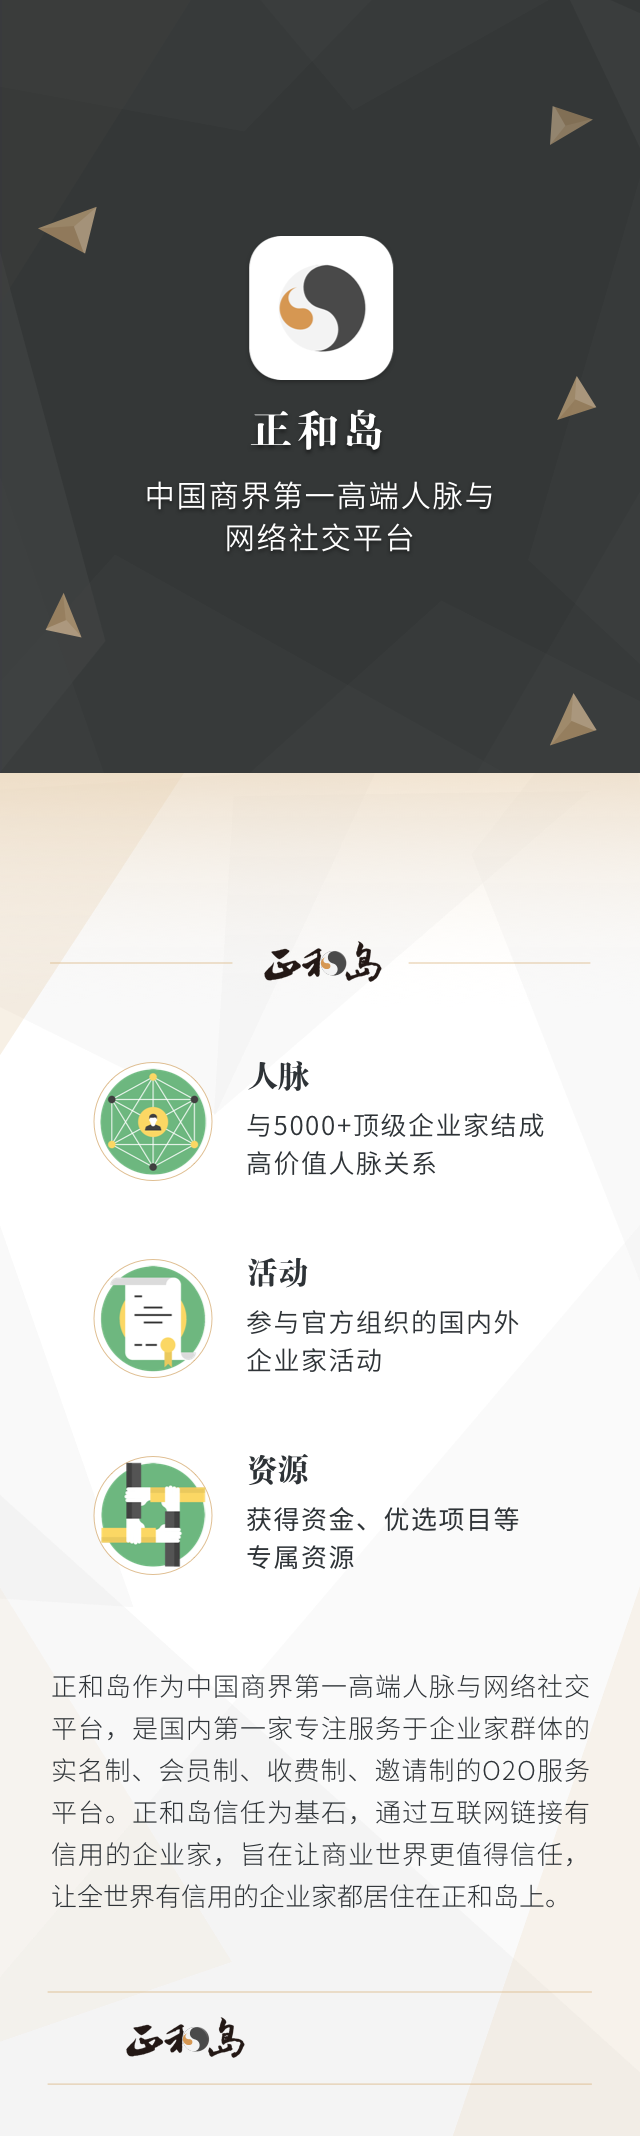 正和岛
中国商界第一高端人脉与
网络社交平台
正和岛
人脉
与5000+顶级企业家结成
高价值人脉关系
活动
参与官方组织的国内外
企业家活动
资源
获得资金、优选项目等
专属资源
正和岛作为中国商界第一高端人脉与网络社交
平台，是国内第一家专注服务于企业家群体的
实名制、会员制、收费制、邀请制的O2O服务
平台。正和岛信任为基石，通过互联网链接有
信用的企业家，旨在让商业世界更值得信任，
让全世界有信用的企业家都居住在正和岛上。
正和岛